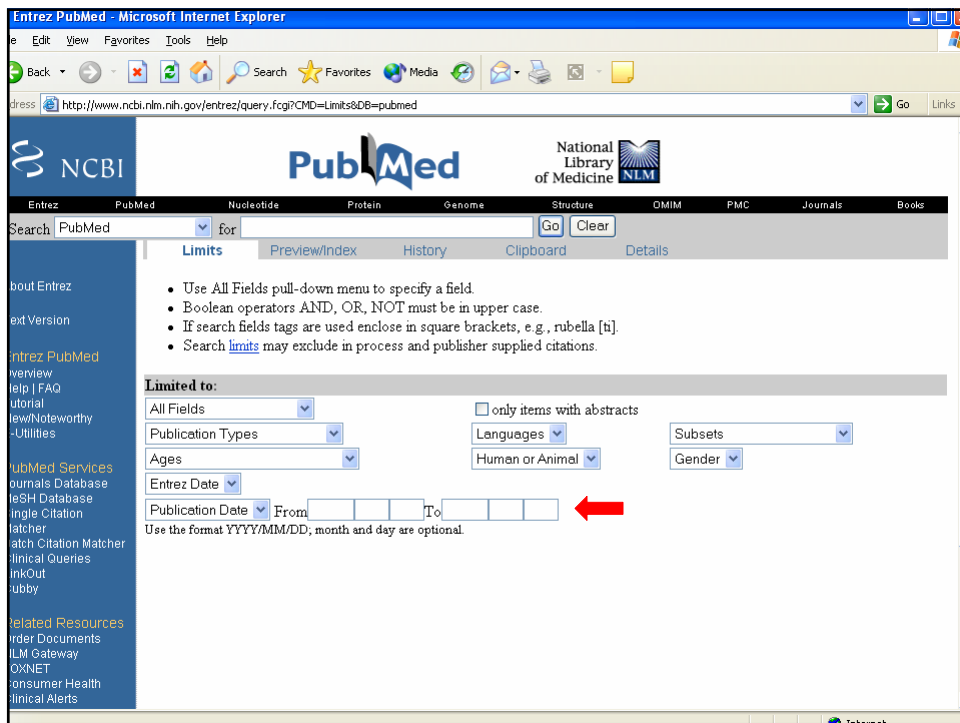 Entrez PubMed - Microsoft Internet Explorer
e Edit View Favorites Tools Help
Back Search Favorites Media
dress http://www.ncbi.nlm.nih.gov/entrez/query.fcgi?CMD=Limits&DB=pubmed Go Links
NCBI PubMed National
Library
of Medicine NLM
Entrez PubMed Nucleotide Protein Genome Structure OMIM PMC Journals Books
Search PubMed for Go Clear
Limits Preview/Index History Clipboard Details
bout Entrez
ext Version
ntrez PubMed
verview
elp | FAQ
utorial
ew/Noteworthy
-Utilities
ubMed Services
ournals Database
eSH Database
ingle Citation
atcher
atch Citation Matcher
linical Queries
inkOut
ubby
elated Resources
rder Documents
LM Gateway
OXNET
onsumer Health
linical Alerts
• Use All Fields pull-down menu to specify a field.
• Boolean operators AND, OR, NOT must be in upper case.
• If search fields tags are used enclose in square brackets, e.g., rubella [ti].
• Search limits may exclude in process and publisher supplied citations.
Limited to:
All Fields only items with abstracts
Publication Types Languages Subsets
Ages Human or Animal Gender
Entrez Date
Publication Date From To
Use the format YYYY/MM/DD; month and day are optional.